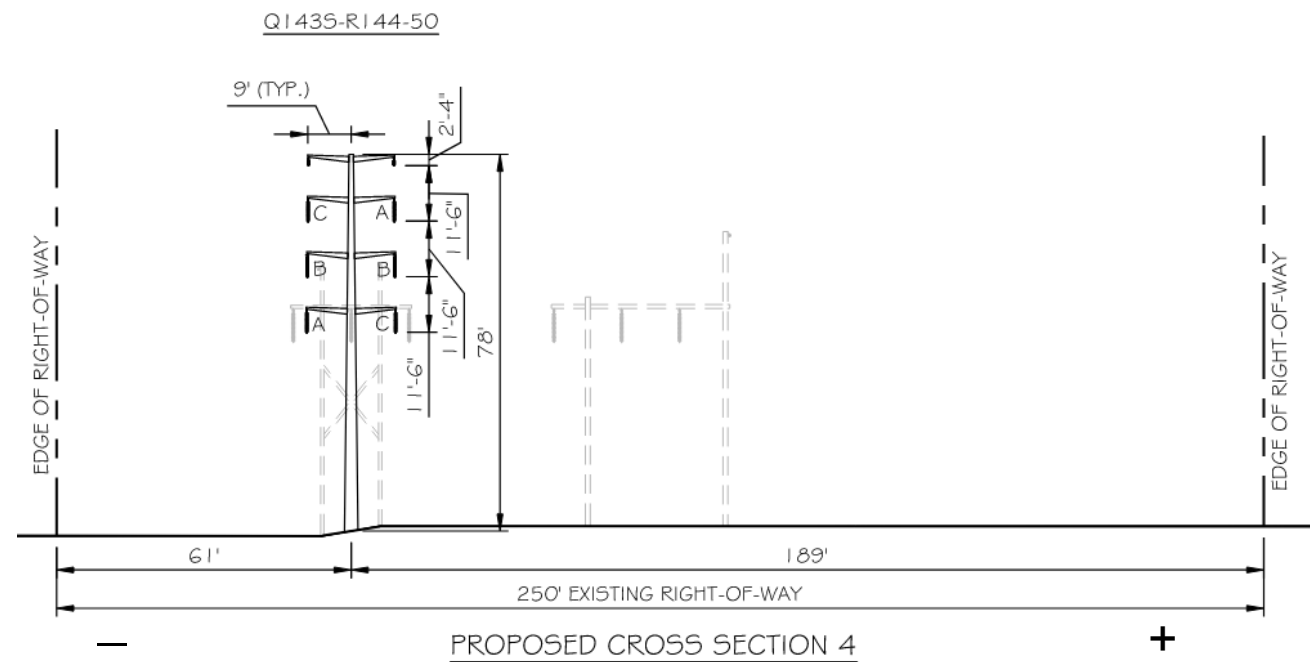 Q143S-R144-50
9' (TYP.)
2'-4"
C
A
11'-6"
B
B
11'-6"
A
C
11'-6"
78'
EDGE OF RIGHT-OF-WAY
EDGE OF RIGHT-OF-WAY
61'
189'
250' EXISTING RIGHT-OF-WAY
–
PROPOSED CROSS SECTION 4
+